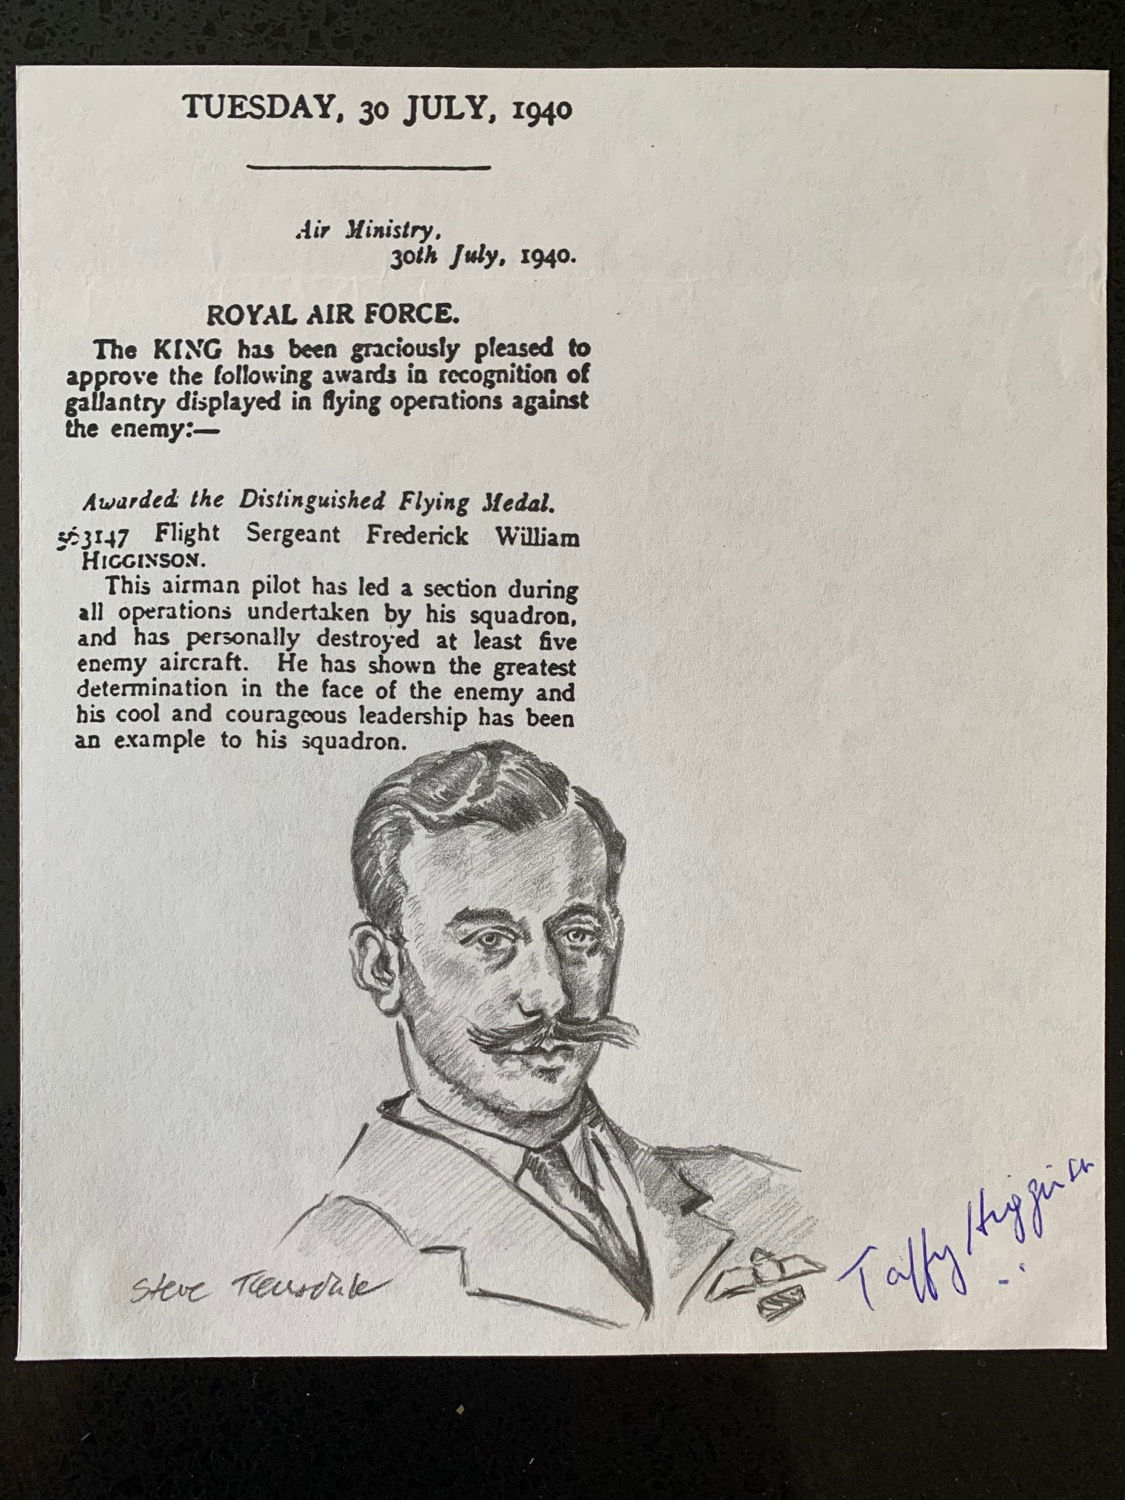 TUESDAY, 30 JULY, 1940
Air Ministry,
30th July, 1940.
ROYAL AIR FORCE.
The KING has been graciously pleased to
approve the following awards in recognition of
gallantry displayed in flying operations against
the enemy:—
Awarded the Distinguished Flying Medal.
563147 Flight Sergeant Frederick William
HIGGINSON.
This airman pilot has led a section during
all operations undertaken by his squadron,
and has personally destroyed at least five
enemy aircraft. He has shown the greatest
determination in the face of the enemy and
his cool and courageous leadership has been
an example to his squadron.
Steve Teasdale
Taffy Higginson